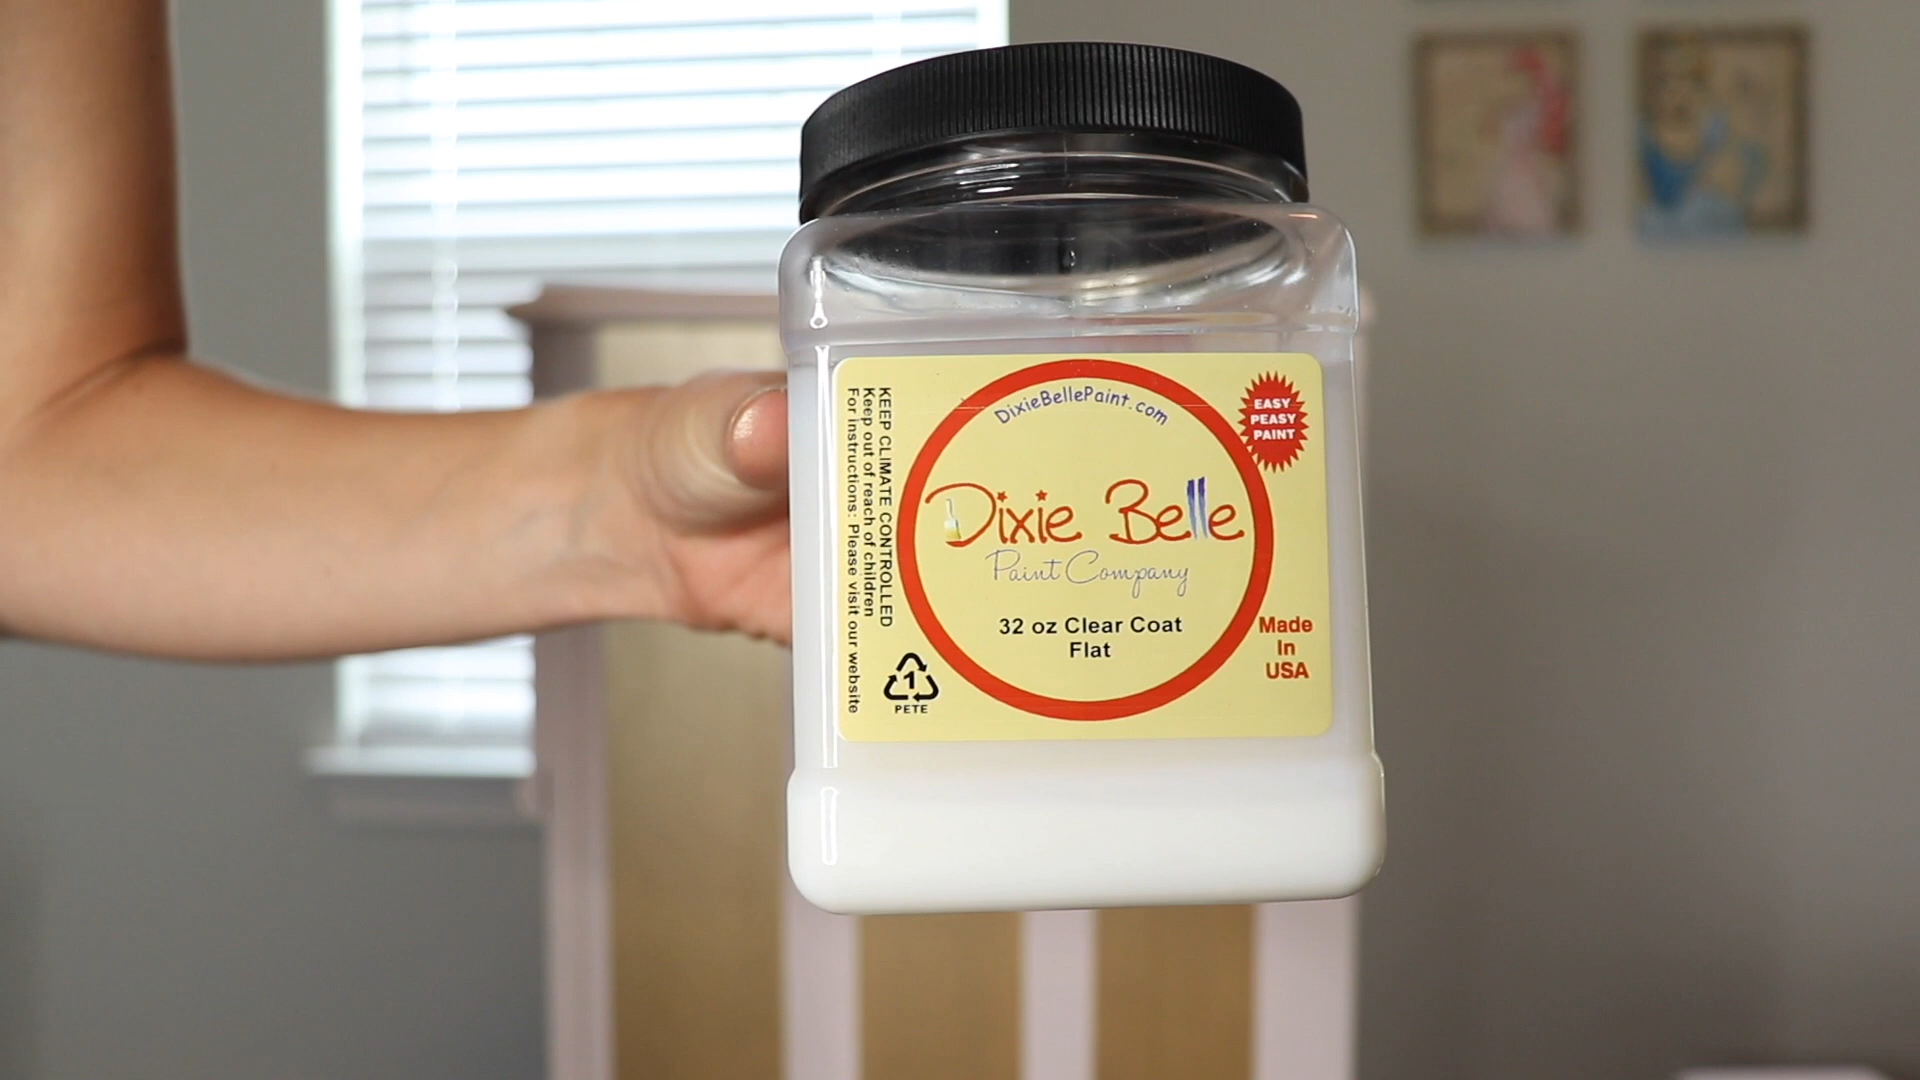 DixieBellePaint.com
EASY
PEASY
PAINT
Dixie Belle
Paint Company
32 oz Clear Coat
Flat
Made
In
USA
KEEP CLIMATE CONTROLLED
Keep out of reach of children
For instructions: Please visit our website
1
PETE